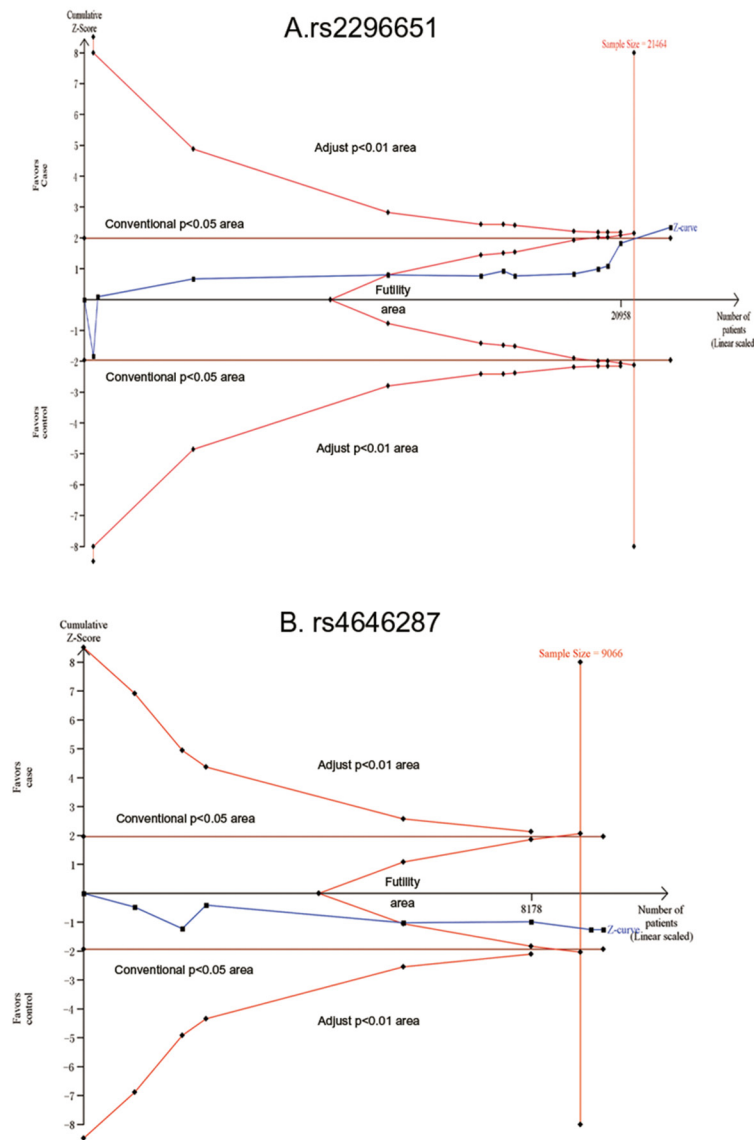 Cumulative
Z-Score
A.rs2296651
Sample Size = 21464
8
7
6
5
4
3
2
1
-1
-2
-3
-4
-5
-6
-7
-8
Favors
Case
Favors
control
Adjust p<0.01 area
Conventional p<0.05 area
Z-curve
Futility
area
20958
Number of
patients
(Linear scaled)
Conventional p<0.05 area
Adjust p<0.01 area
Cumulative
Z-Score
B. rs4646287
Sample Size = 9066
8
7
6
5
4
3
2
1
-1
-2
-3
-4
-5
-6
-7
-8
Favors
case
Favors
control
Adjust p<0.01 area
Conventional p<0.05 area
Futility
area
8178
Number of
patients
(Linear scaled)
Z-curve
Conventional p<0.05 area
Adjust p<0.01 area